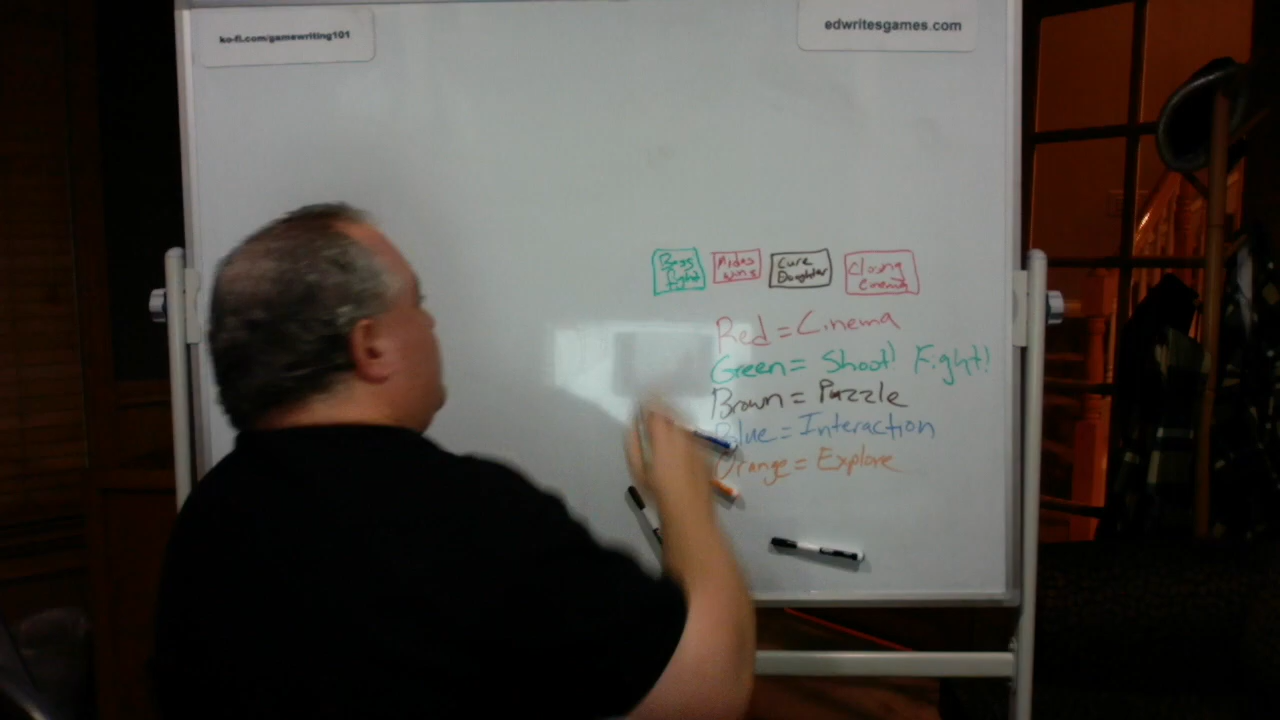 ko-fi.com/gamewriting101
edwritesgames.com
Boss
fight
Midas
wins
Cure
Daughter
Closing
Cinema
Red = Cinema
Green = Shoot! Fight!
Brown = Puzzle
Blue = Interaction
Orange = Explore